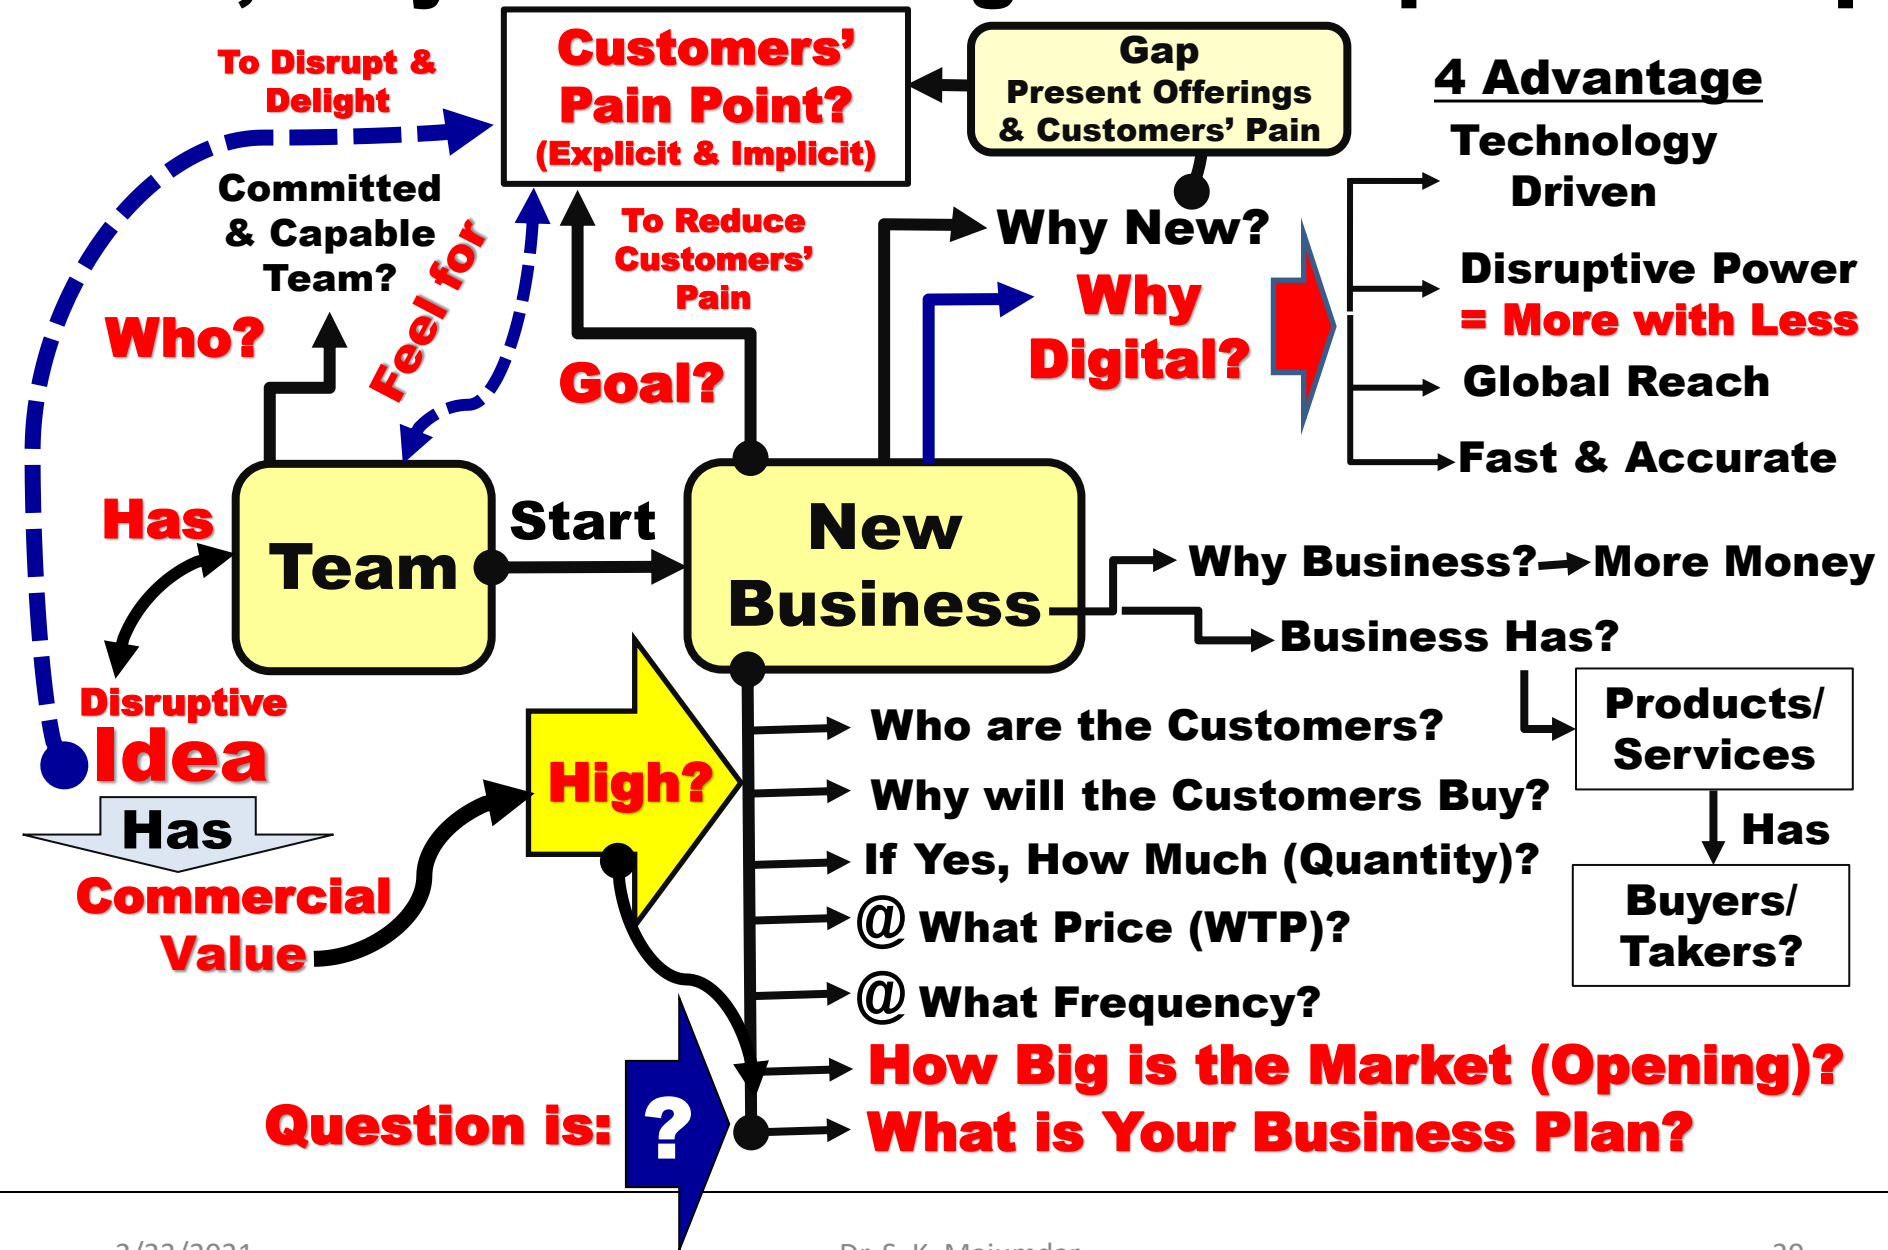 To Disrupt &
Delight
Customers’
Pain Point?
(Explicit & Implicit)
Gap
Present Offerings
& Customers’ Pain
4 Advantage
Technology
Driven
Disruptive Power
= More with Less
Global Reach
Fast & Accurate
Committed
& Capable
Team?
Who?
Feel for
To Reduce
Customers’
Pain
Goal?
Why New?
Why
Digital?
Has
Team
Start
New
Business
Why Business?
More Money
Business Has?
Products/
Services
Has
Buyers/
Takers?
Disruptive
Idea
Has
Commercial
Value
High?
Who are the Customers?
Why will the Customers Buy?
If Yes, How Much (Quantity)?
@ What Price (WTP)?
@ What Frequency?
How Big is the Market (Opening)?
What is Your Business Plan?
Question is:
?
Dr. S. K. Majumdar